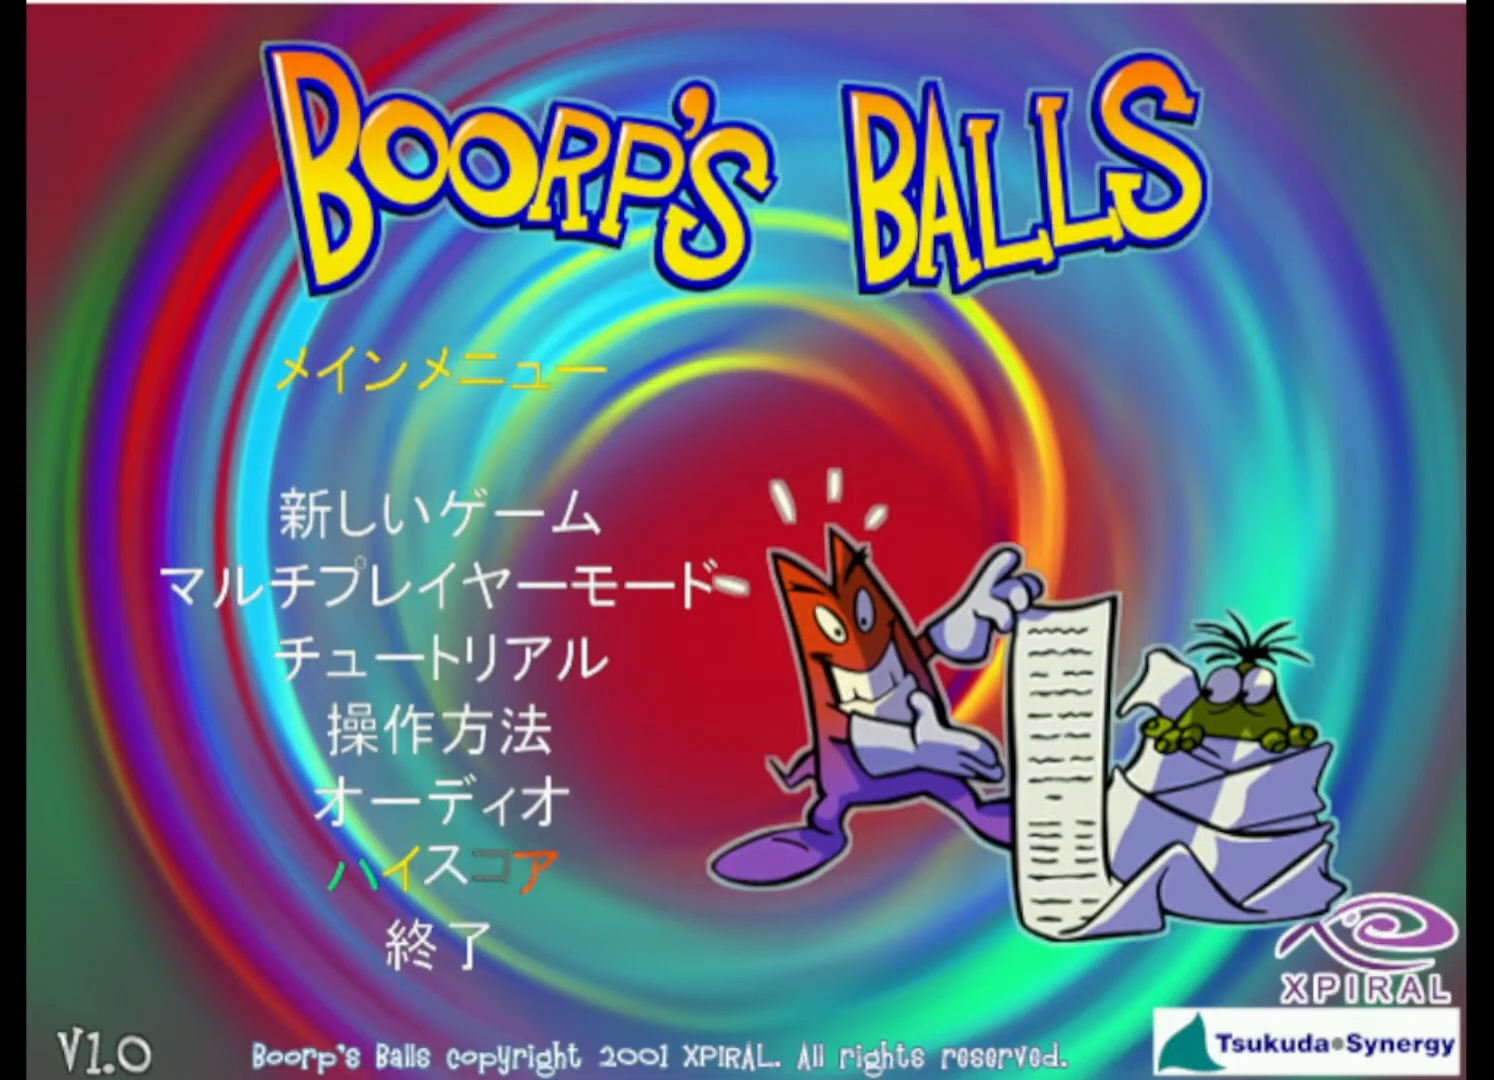 BOORP'S BALLS
メインメニュー
新しいゲーム
マルチプレイヤーモード
チュートリアル
操作方法
オーディオ
ハイスコア
終了
XPIRAL
Tsukuda Synergy
V1.0
Boorp's Balls copyright 2001 XPIRAL. All rights reserved.